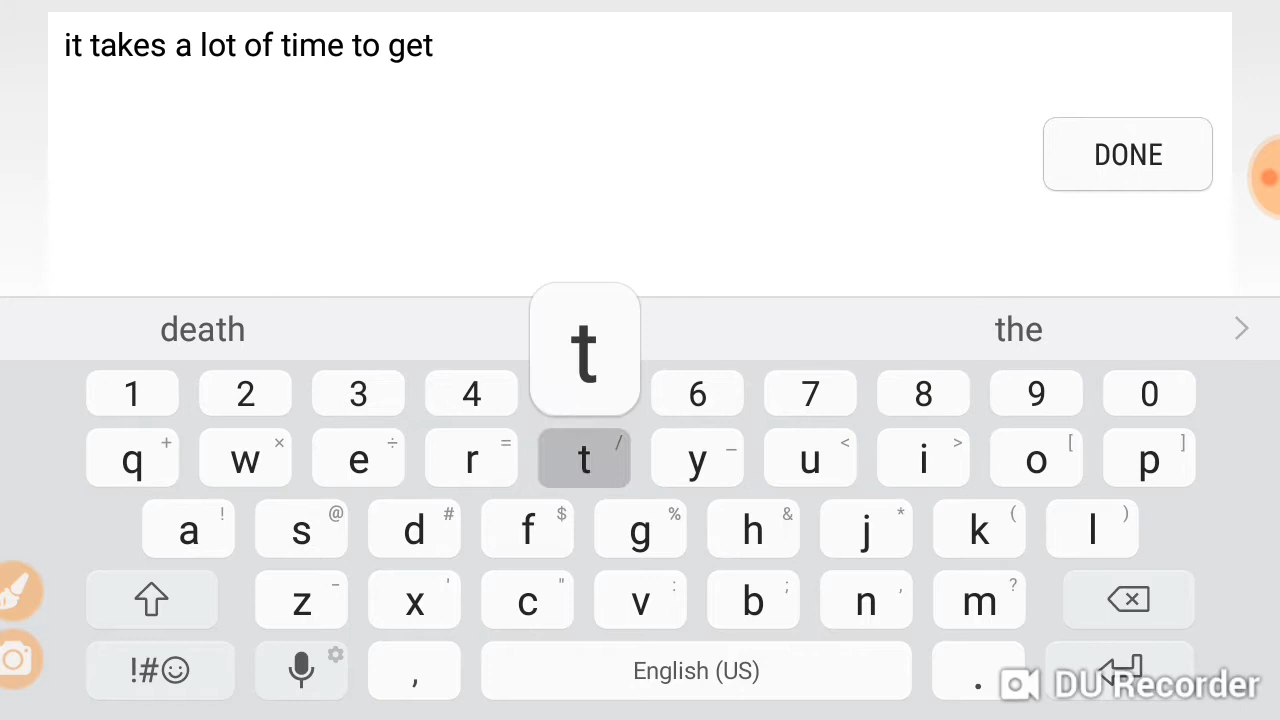 it takes a lot of time to get
DONE
death the
t
1 2 3 4 6 7 8 9 0
q + w × e ÷ r = t / y _ u < i > o [ p ]
a ! s @ d # f $ g % h & j * k ( l )
z - x ' c " v : b ; n , m ?
!#☺ , English (US) .
DU Recorder